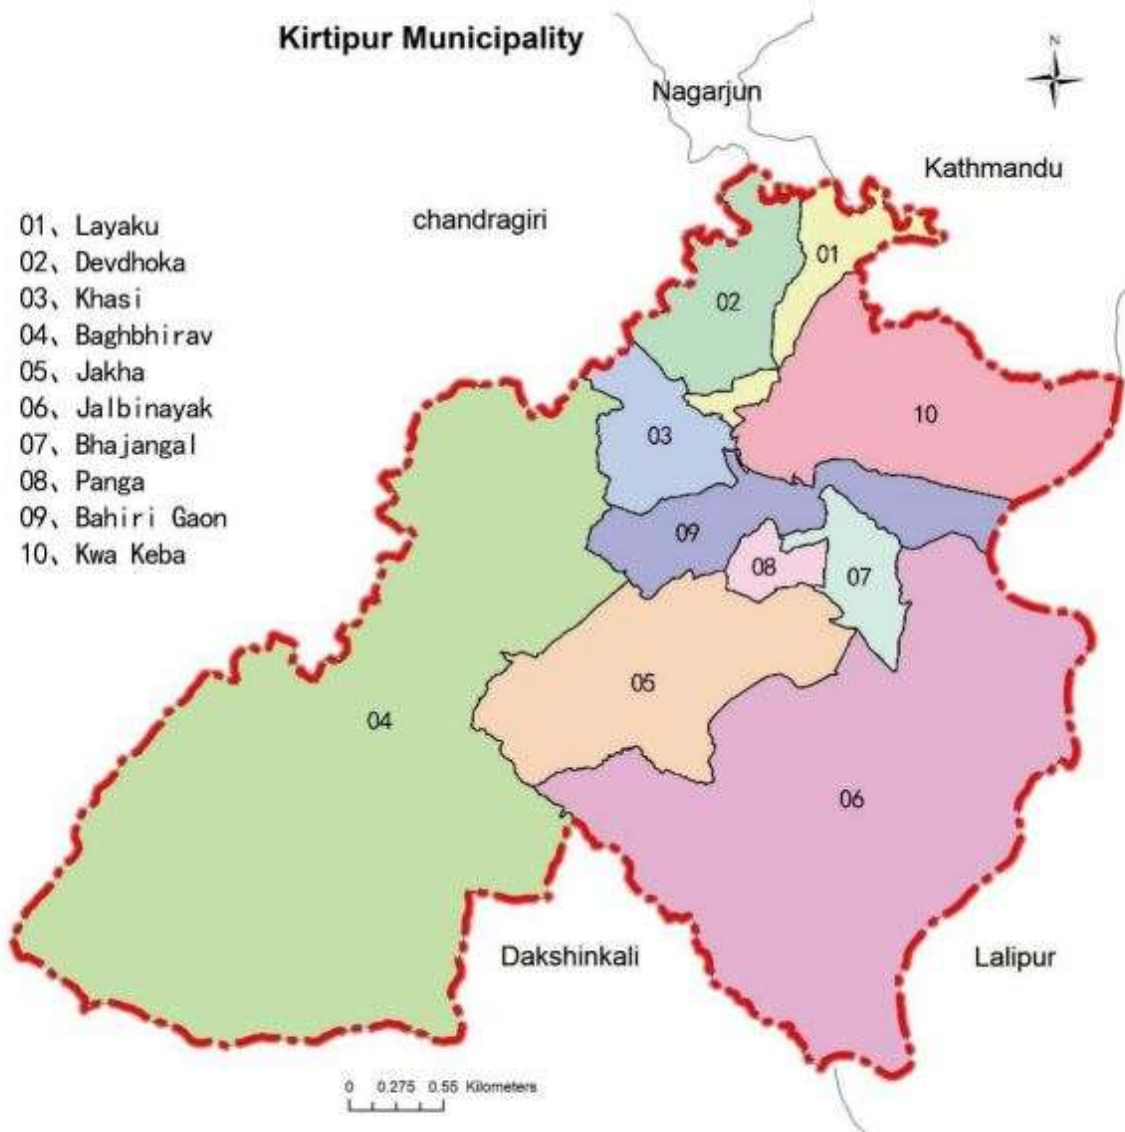 Kirtipur Municipality
N
Nagarjun
Kathmandu
chandragiri
01、Layaku
02、Devdhoka
03、Khasi
04、Baghbhirav
05、Jakha
06、Jalbinayak
07、Bhajangal
08、Panga
09、Bahiri Gaon
10、Kwa Keba
01
02
10
03
09
08
07
05
04
06
Dakshinkali
Lalipur
0 0.275 0.55 Kilometers